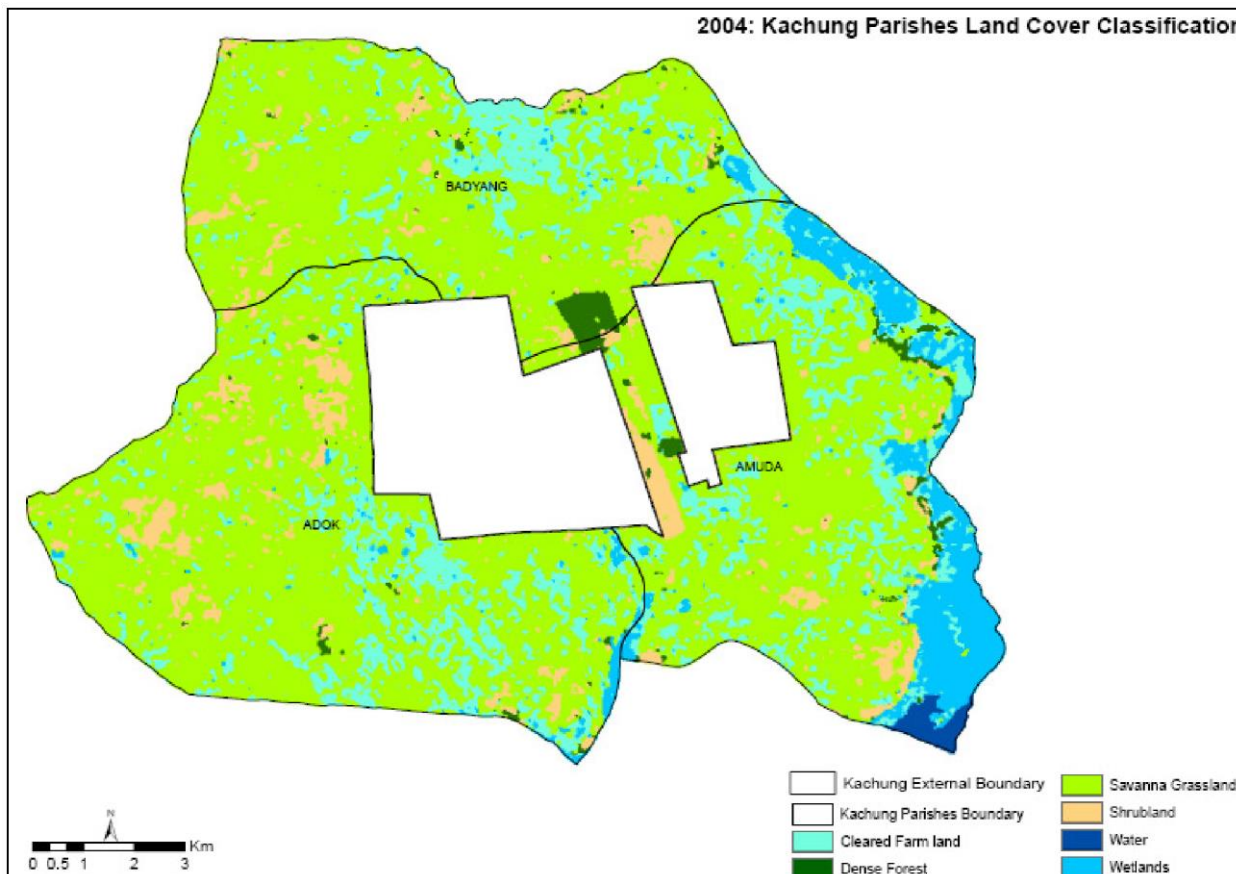 2004: Kachung Parishes Land Cover Classification
BADYANG
AMUDA
ADOK
Kachung External Boundary
Kachung Parishes Boundary
Cleared Farm land
Dense Forest
Savanna Grassland
Shrubland
Water
Wetlands
N
Km
0 0.5 1 2 3